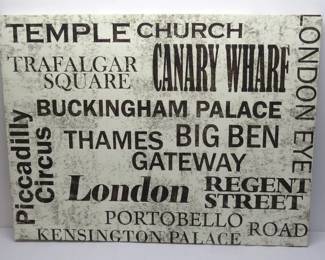 TEMPLE CHURCH
LONDON EYE
TRAFALGAR
SQUARE
CANARY WHARF
BUCKINGHAM PALACE
Piccadilly
Circus
THAMES BIG BEN
GATEWAY
London
REGENT
STREET
PORTOBELLO
ROAD
KENSINGTON PALACE